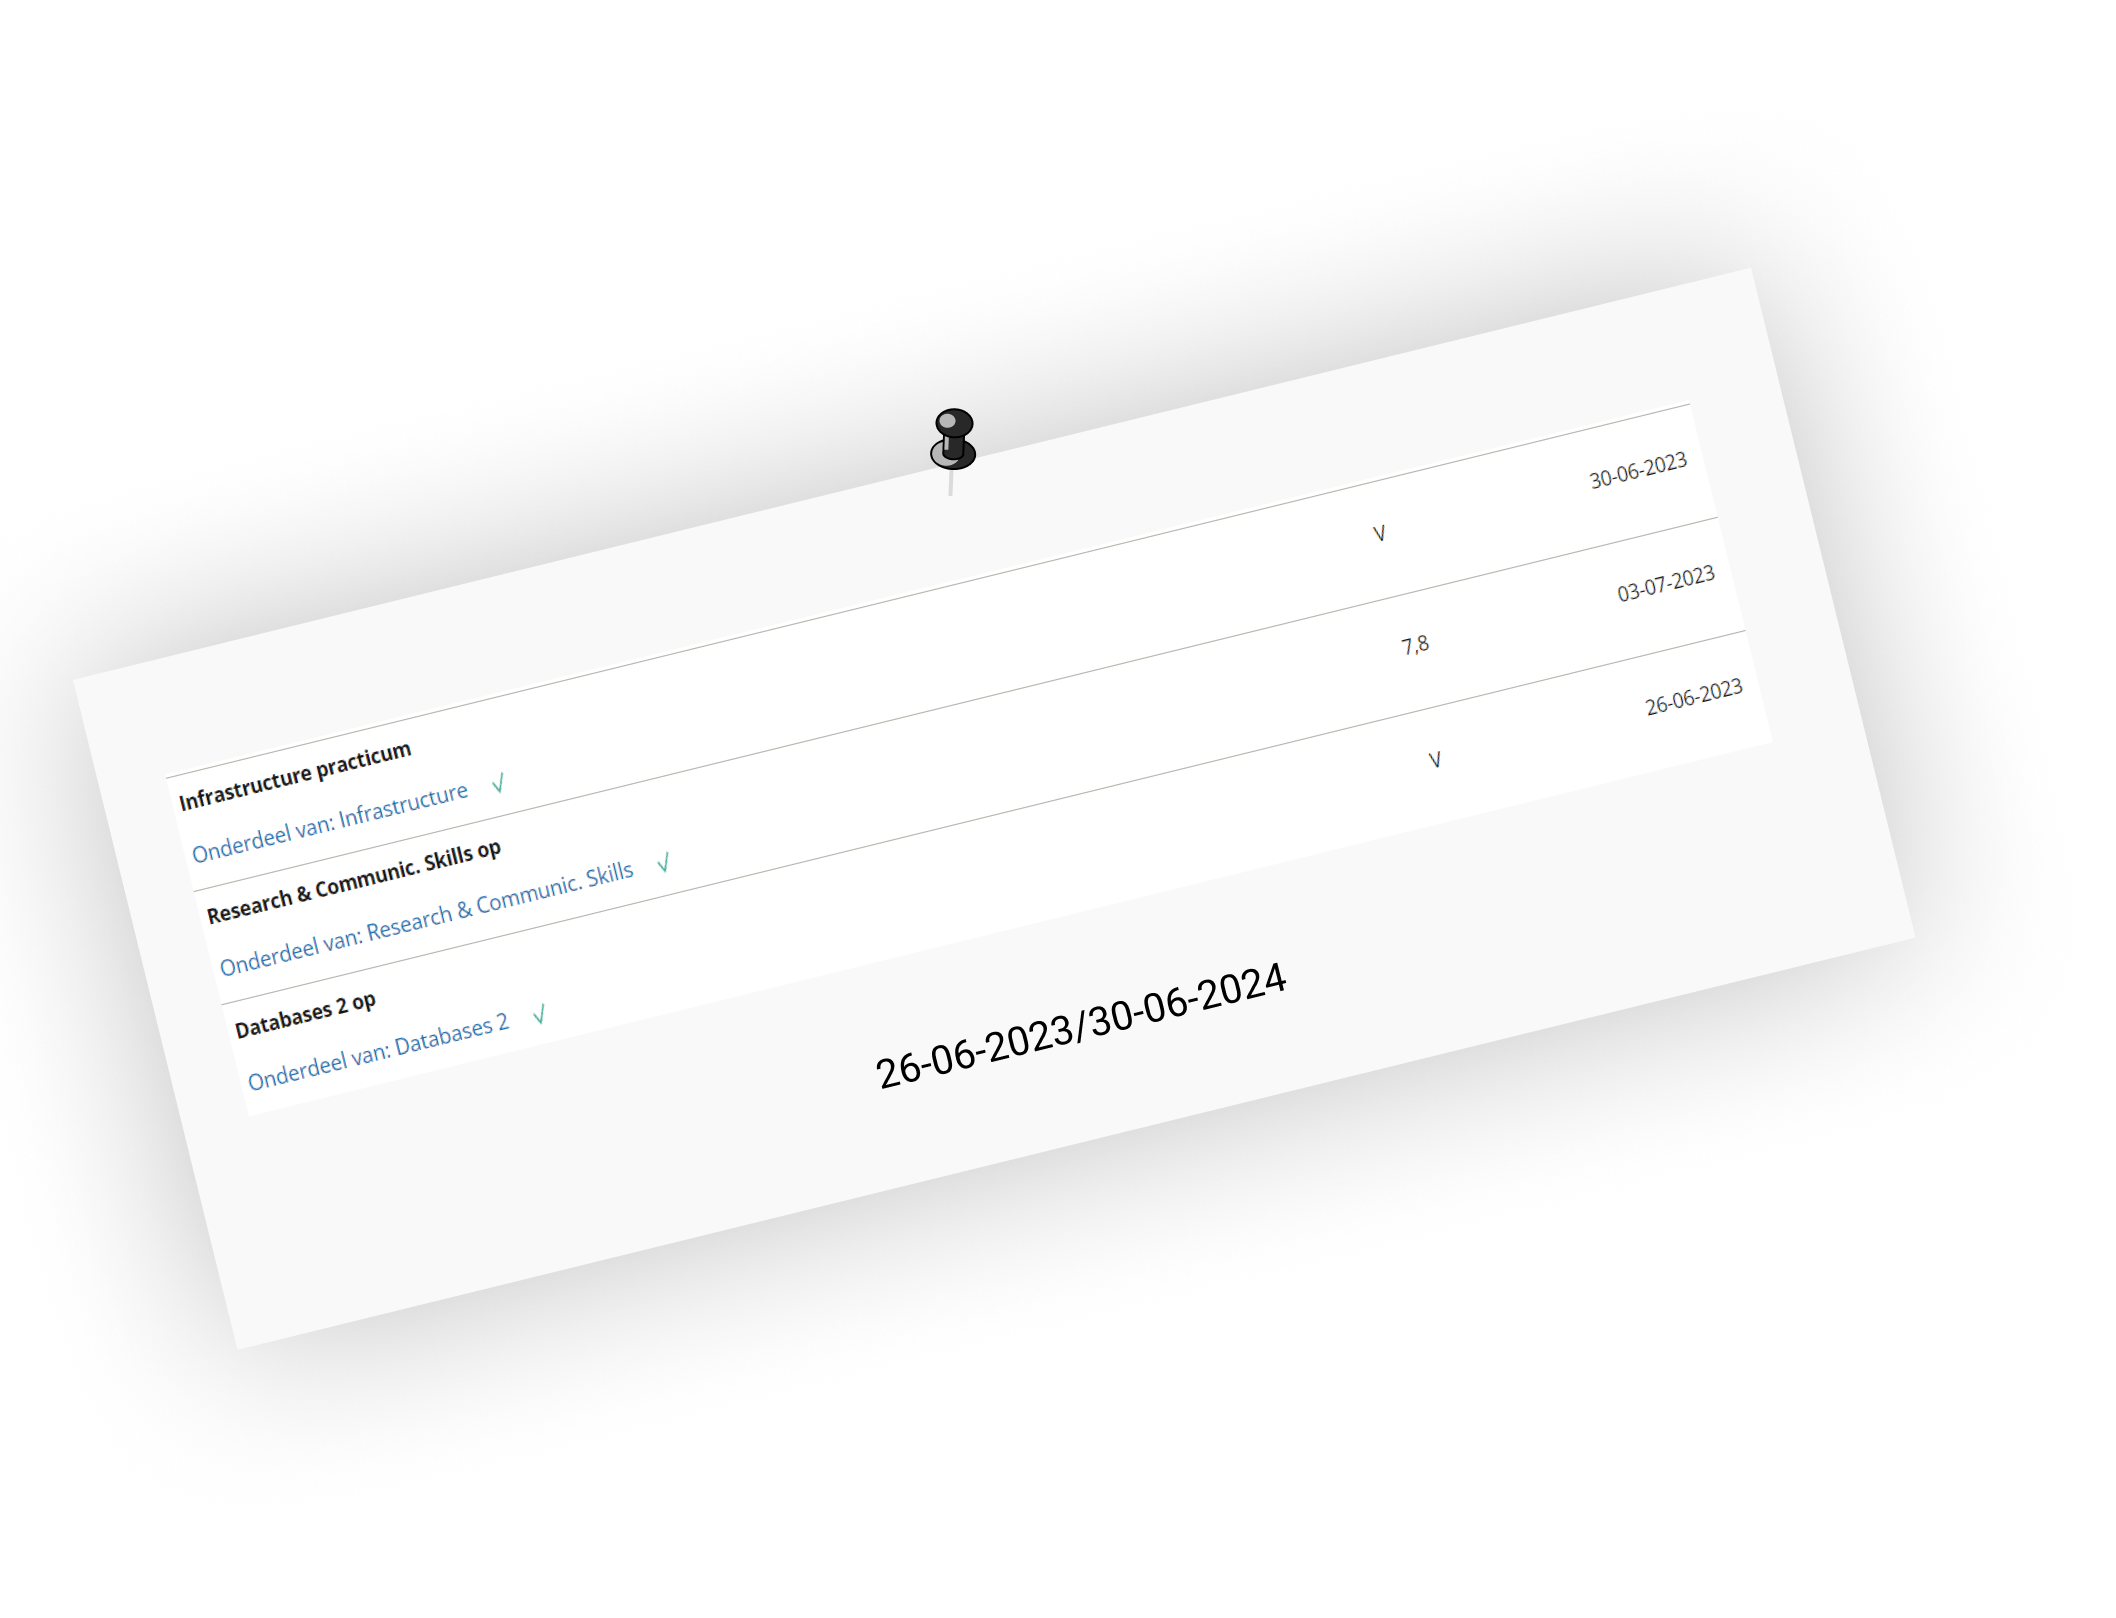 Infrastructure practicum
Onderdeel van: Infrastructure √
V
30-06-2023
Research & Communic. Skills op
Onderdeel van: Research & Communic. Skills √
7,8
03-07-2023
Databases 2 op
Onderdeel van: Databases 2 √
V
26-06-2023
26-06-2023/30-06-2024